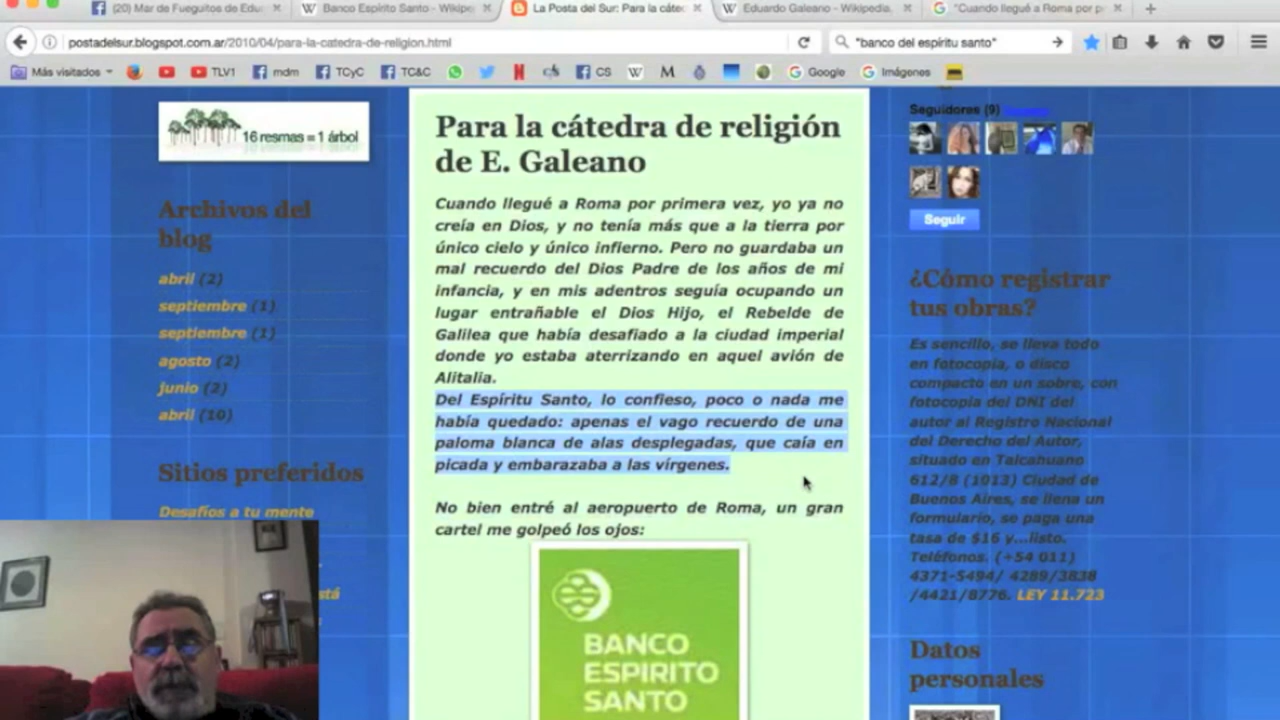 (20) Mar de Fueguitos de Edu
Banco Espírito Santo - Wikipe
La Posta del Sur: Para la cáte
Eduardo Galeano - Wikipedia.
"Cuando llegué a Roma por p
postadelsur.blogspot.com.ar/2010/04/para-la-catedra-de-religion.html
"banco del espíritu santo"
Más visitados
TLV1
mdm
TCyC
TC&C
CS
W
M
Google
Imágenes
16 resmas = 1 árbol
Archivos del
blog
abril (2)
septiembre (1)
septiembre (1)
agosto (2)
junio (2)
abril (10)
Sitios preferidos
Desafíos a tu mente
stá
Para la cátedra de religión
de E. Galeano
Cuando llegué a Roma por primera vez, yo ya no
creía en Dios, y no tenía más que a la tierra por
único cielo y único infierno. Pero no guardaba un
mal recuerdo del Dios Padre de los años de mi
infancia, y en mis adentros seguía ocupando un
lugar entrañable el Dios Hijo, el Rebelde de
Galilea que había desafiado a la ciudad imperial
donde yo estaba aterrizando en aquel avión de
Alitalia.
Del Espíritu Santo, lo confieso, poco o nada me
había quedado: apenas el vago recuerdo de una
paloma blanca de alas desplegadas, que caía en
picada y embarazaba a las vírgenes.
No bien entré al aeropuerto de Roma, un gran
cartel me golpeó los ojos:
BANCO
ESPIRITO
SANTO
Seguidores (9)
Seguir
¿Cómo registrar
tus obras?
Es sencillo, se lleva todo
en fotocopia, o disco
compacto en un sobre, con
fotocopia del DNI del
autor al Registro Nacional
del Derecho del Autor,
situado en Talcahuano
612/8 (1013) Ciudad de
Buenos Aires, se llena un
formulario, se paga una
tasa de $16 y...listo.
Teléfonos. (+54 011)
4371-5494/ 4289/3838
/4421/8776. LEY 11.723
Datos
personales